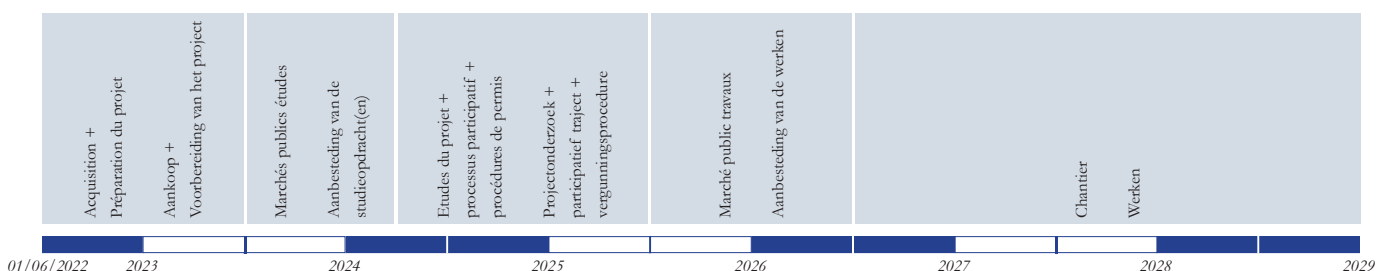 Acquisition +
Préparation du projet
Aankoop +
Voorbereiding van het project
Marchés publics études
Aanbesteding van de
studieopdracht(en)
Etudes du projet +
processus participatif +
procédures de permis
Projectonderzoek +
participatief traject +
vergunningsprocedure
Marché public travaux
Aanbesteding van de werken
Chantier
Werken
01/06/2022 2023 2024 2025 2026 2027 2028 2029